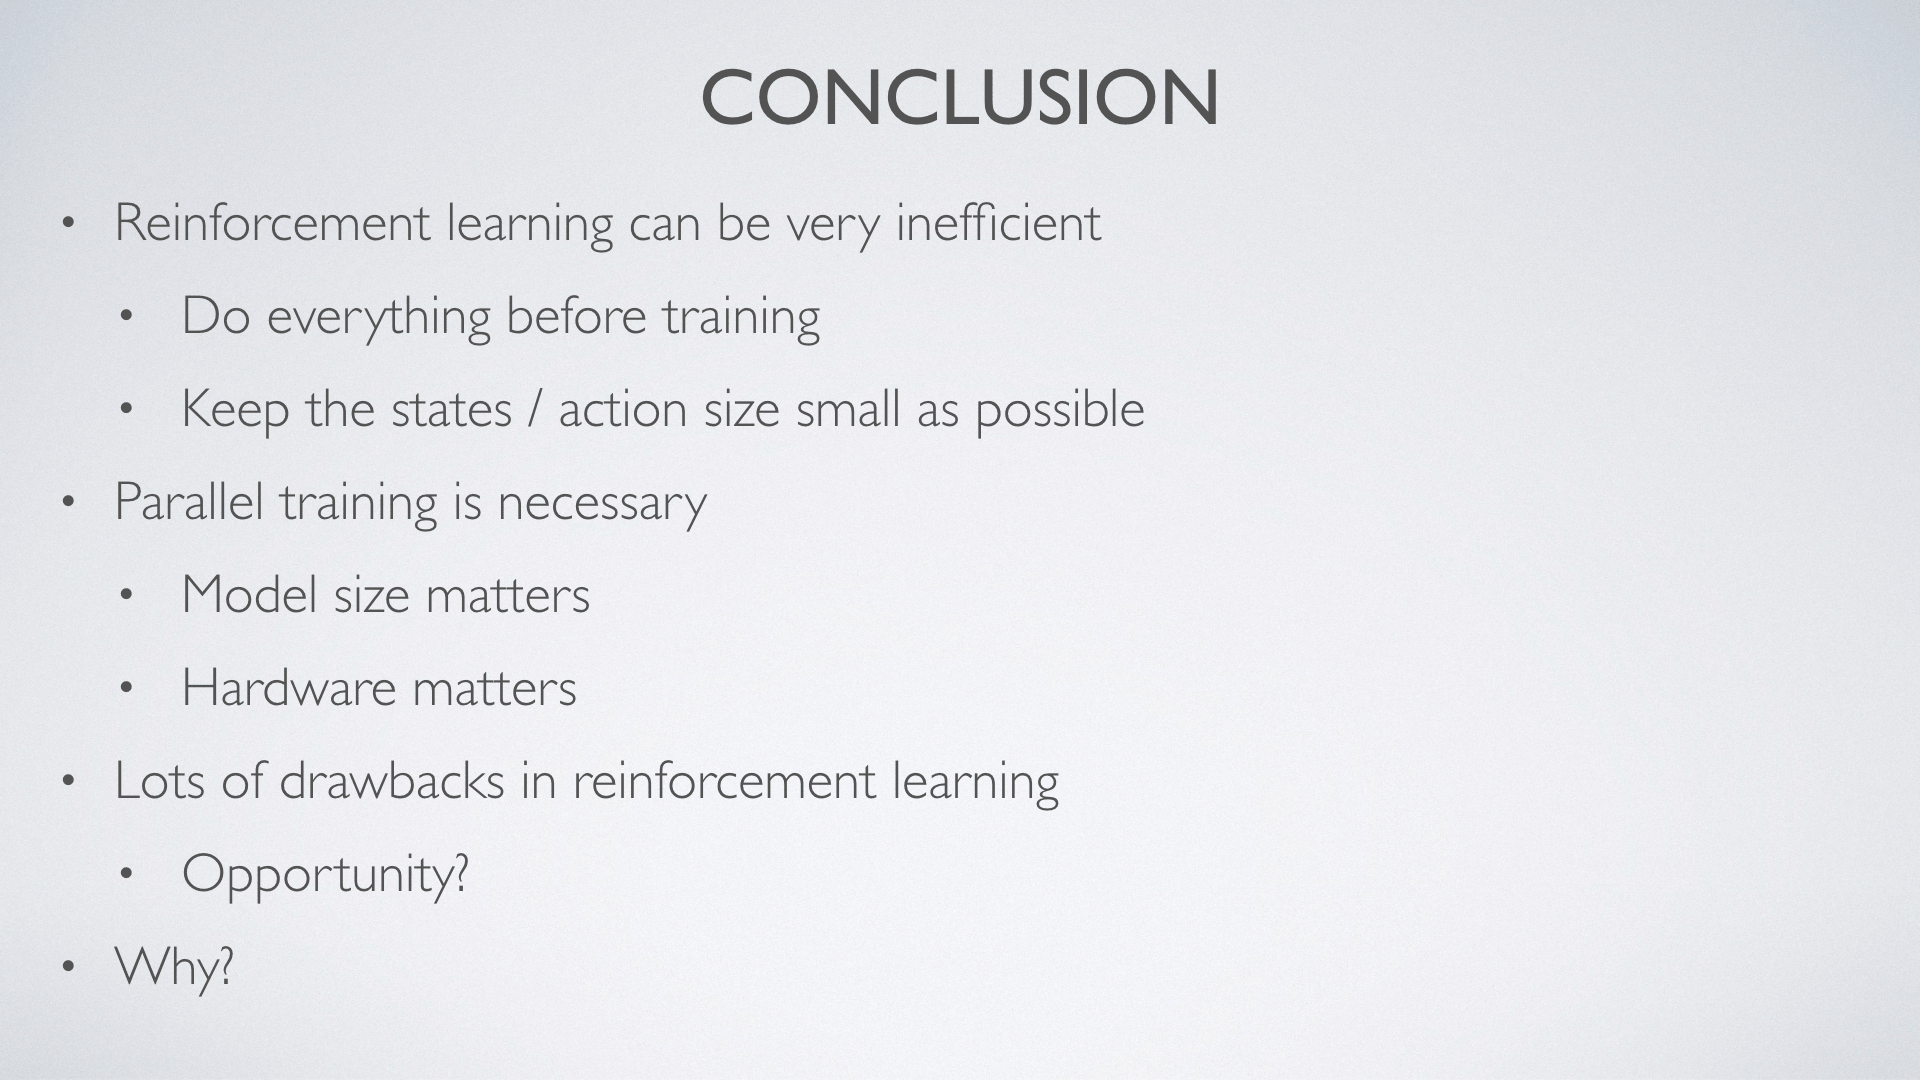 CONCLUSION
• Reinforcement learning can be very inefficient
• Do everything before training
• Keep the states / action size small as possible
• Parallel training is necessary
• Model size matters
• Hardware matters
• Lots of drawbacks in reinforcement learning
• Opportunity?
• Why?